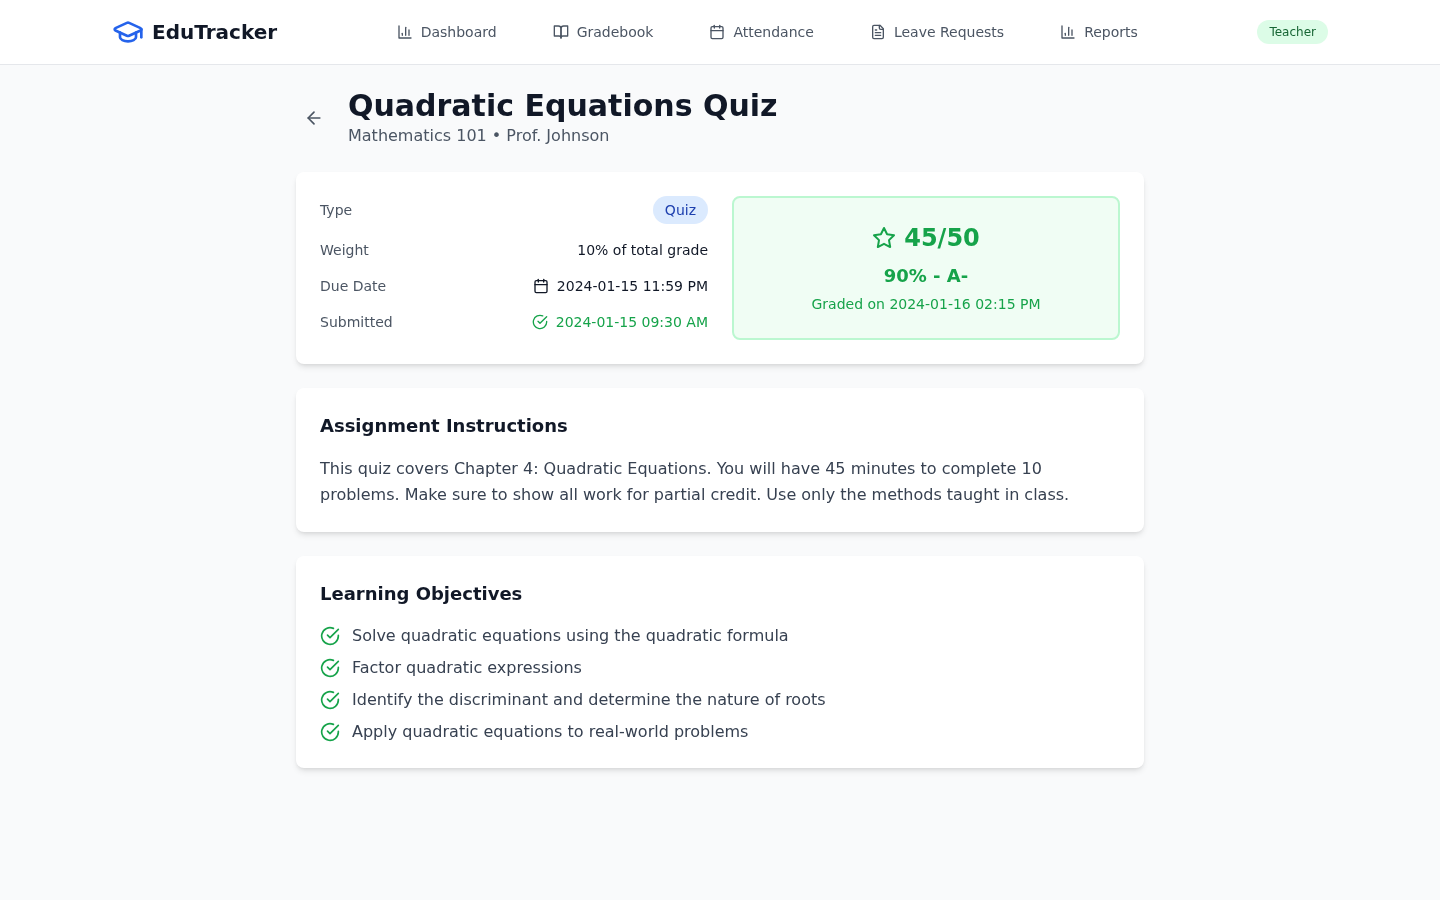 EduTracker
Dashboard
Gradebook
Attendance
Leave Requests
Reports
Teacher
Quadratic Equations Quiz
Mathematics 101 • Prof. Johnson
Type
Quiz
Weight
10% of total grade
Due Date
2024-01-15 11:59 PM
Submitted
2024-01-15 09:30 AM
45/50
90% - A-
Graded on 2024-01-16 02:15 PM
Assignment Instructions
This quiz covers Chapter 4: Quadratic Equations. You will have 45 minutes to complete 10
problems. Make sure to show all work for partial credit. Use only the methods taught in class.
Learning Objectives
Solve quadratic equations using the quadratic formula
Factor quadratic expressions
Identify the discriminant and determine the nature of roots
Apply quadratic equations to real-world problems